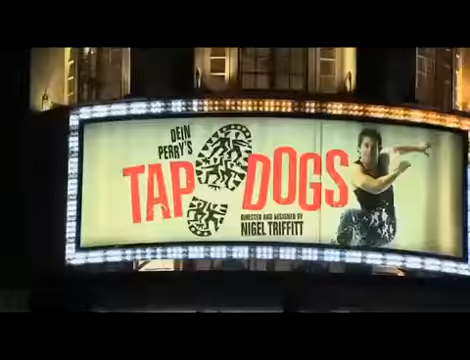 DEIN
PERRY'S
TAP DOGS
DIRECTED AND DESIGNED BY
NIGEL TRIFFITT